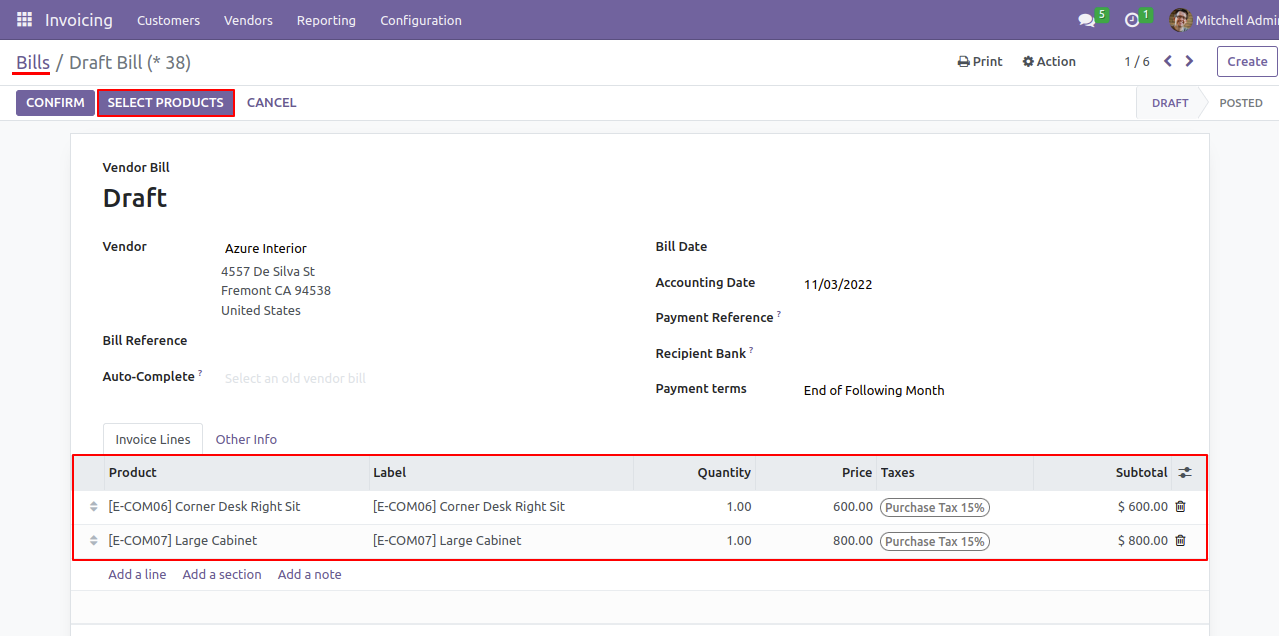 Invoicing Customers Vendors Reporting Configuration 5 1 Mitchell Admi
Bills / Draft Bill (* 38) Print Action 1 / 6 Create
CONFIRM SELECT PRODUCTS CANCEL DRAFT POSTED
Vendor Bill
Draft
Vendor Azure Interior Bill Date
4557 De Silva St
Fremont CA 94538
United States
Accounting Date 11/03/2022
Payment Reference ?
Bill Reference
Recipient Bank ?
Auto-Complete ? Select an old vendor bill
Payment terms End of Following Month
Invoice Lines Other Info
Product Label Quantity Price Taxes Subtotal
[E-COM06] Corner Desk Right Sit [E-COM06] Corner Desk Right Sit 1.00 600.00 Purchase Tax 15% $ 600.00
[E-COM07] Large Cabinet [E-COM07] Large Cabinet 1.00 800.00 Purchase Tax 15% $ 800.00
Add a line Add a section Add a note